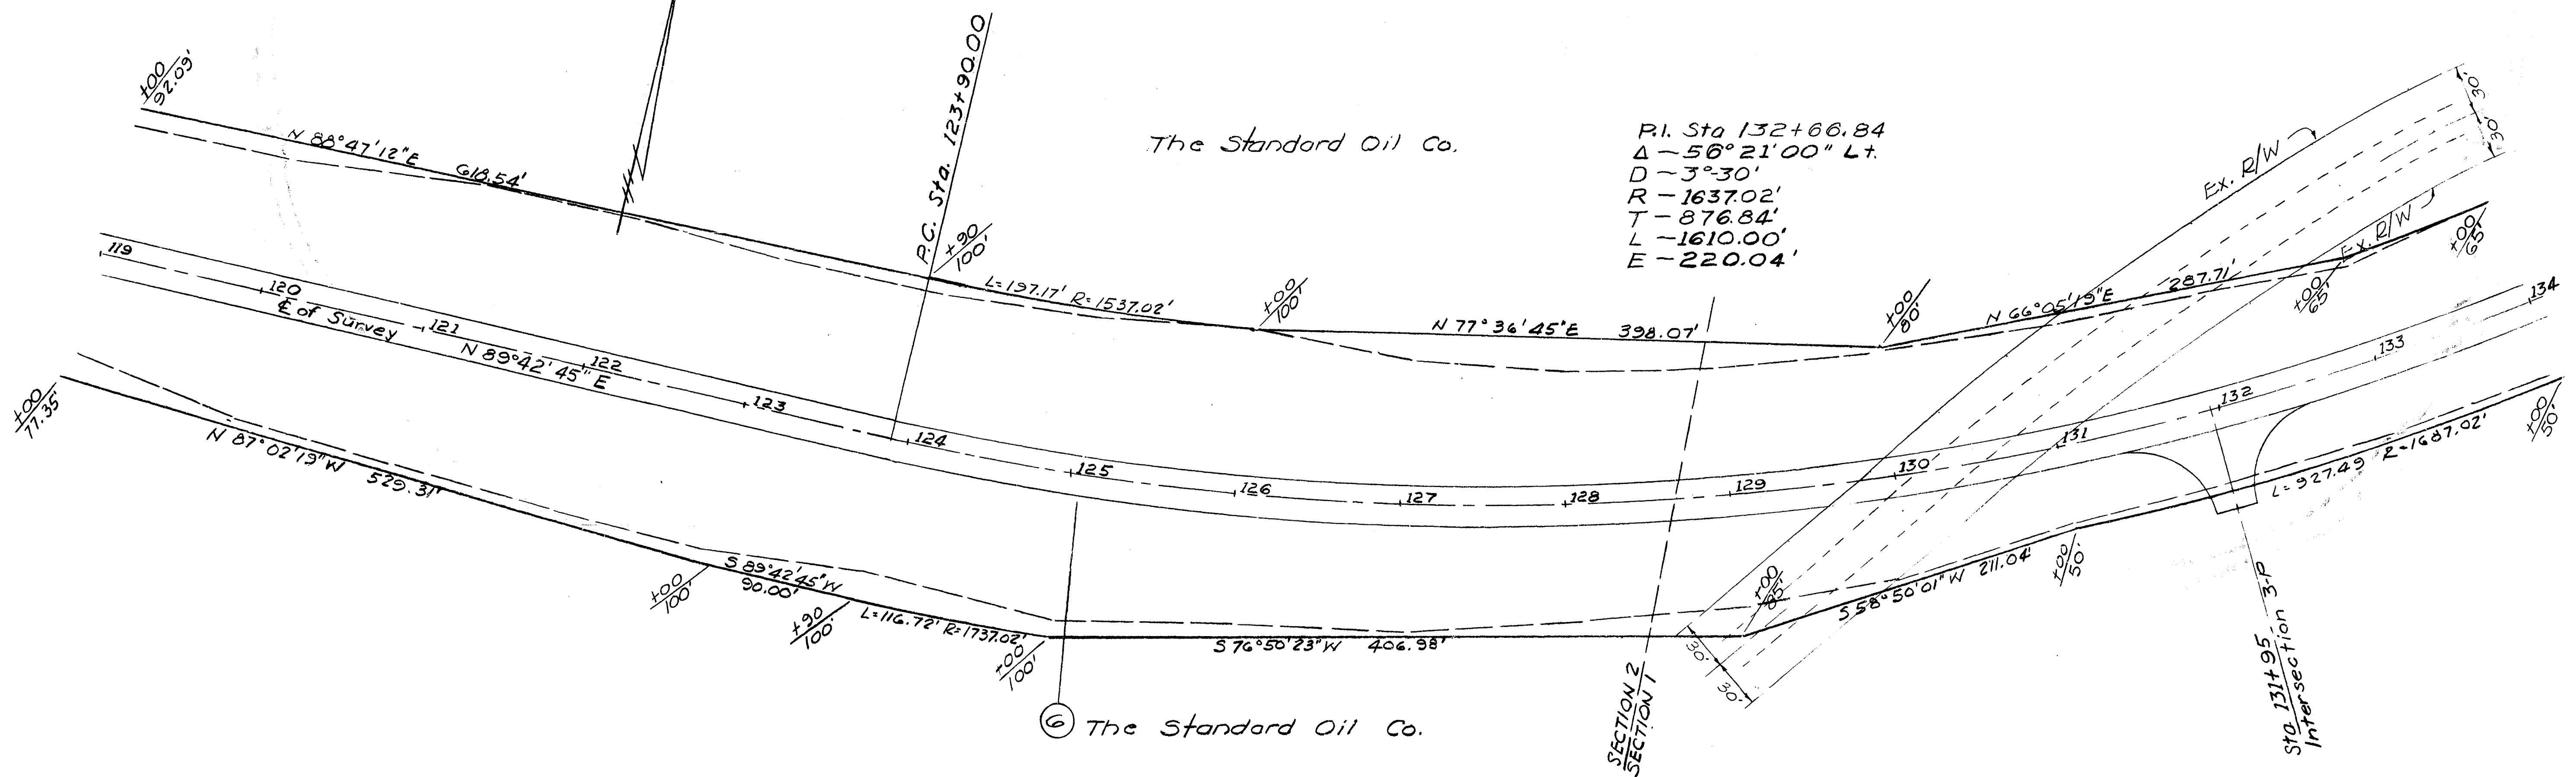 +00
92.09'
N 88°47'12"E
618.54'
P.C. Sta. 123+90.00
+90
100'
The Standard Oil Co.
P.I. Sta 132+66.84
Δ — 56°21'00" Lt.
D — 3°-30'
R — 1637.02'
T — 876.84'
L — 1610.00'
E — 220.04'
Ex. R/W
30'
30'
Ex. R/W
+00
65'
+00
65'
L=197.17' R=1537.02'
+00
100'
N 77°36'45"E 398.07'
+00
80'
N 66°05'19"E 287.71'
119
120
121
122
123
124
125
126
127
128
129
130
131
132
133
134
℄ of Survey
N 89°42'45" E
+00
77.35'
N 87°02'19"W 529.31'
+00
100'
S 89°42'45"W
90.00'
+90
100'
L=116.72' R=1737.02'
+00
100'
S 76°50'23"W 406.98'
+00
85'
S 58°50'01"W 211.04'
+00
50'
L=927.49 R=1687.02'
+00
50'
30'
30'
SECTION 2
SECTION 1
Sta 131+95
Intersection 3-P
6 The Standard Oil Co.